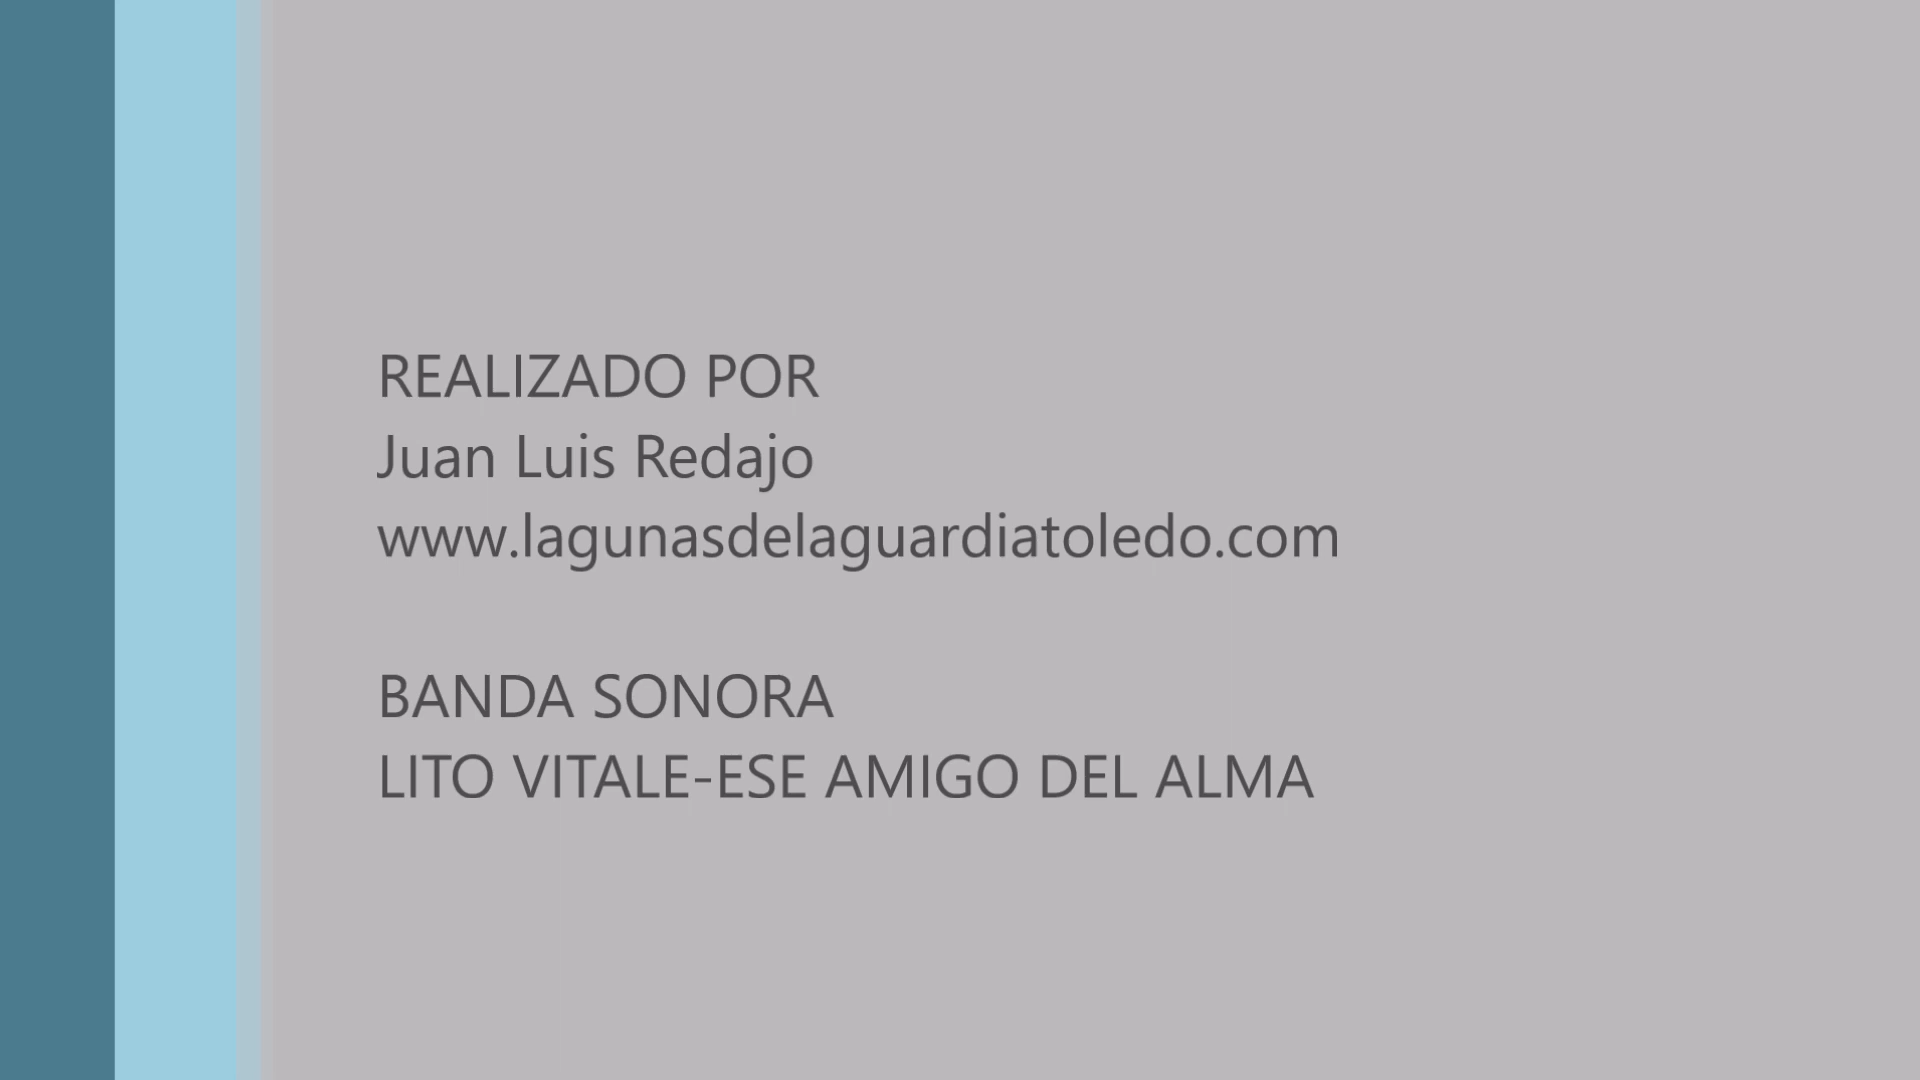 REALIZADO POR
Juan Luis Redajo
www.lagunasdelaguardiatoledo.com
BANDA SONORA
LITO VITALE-ESE AMIGO DEL ALMA